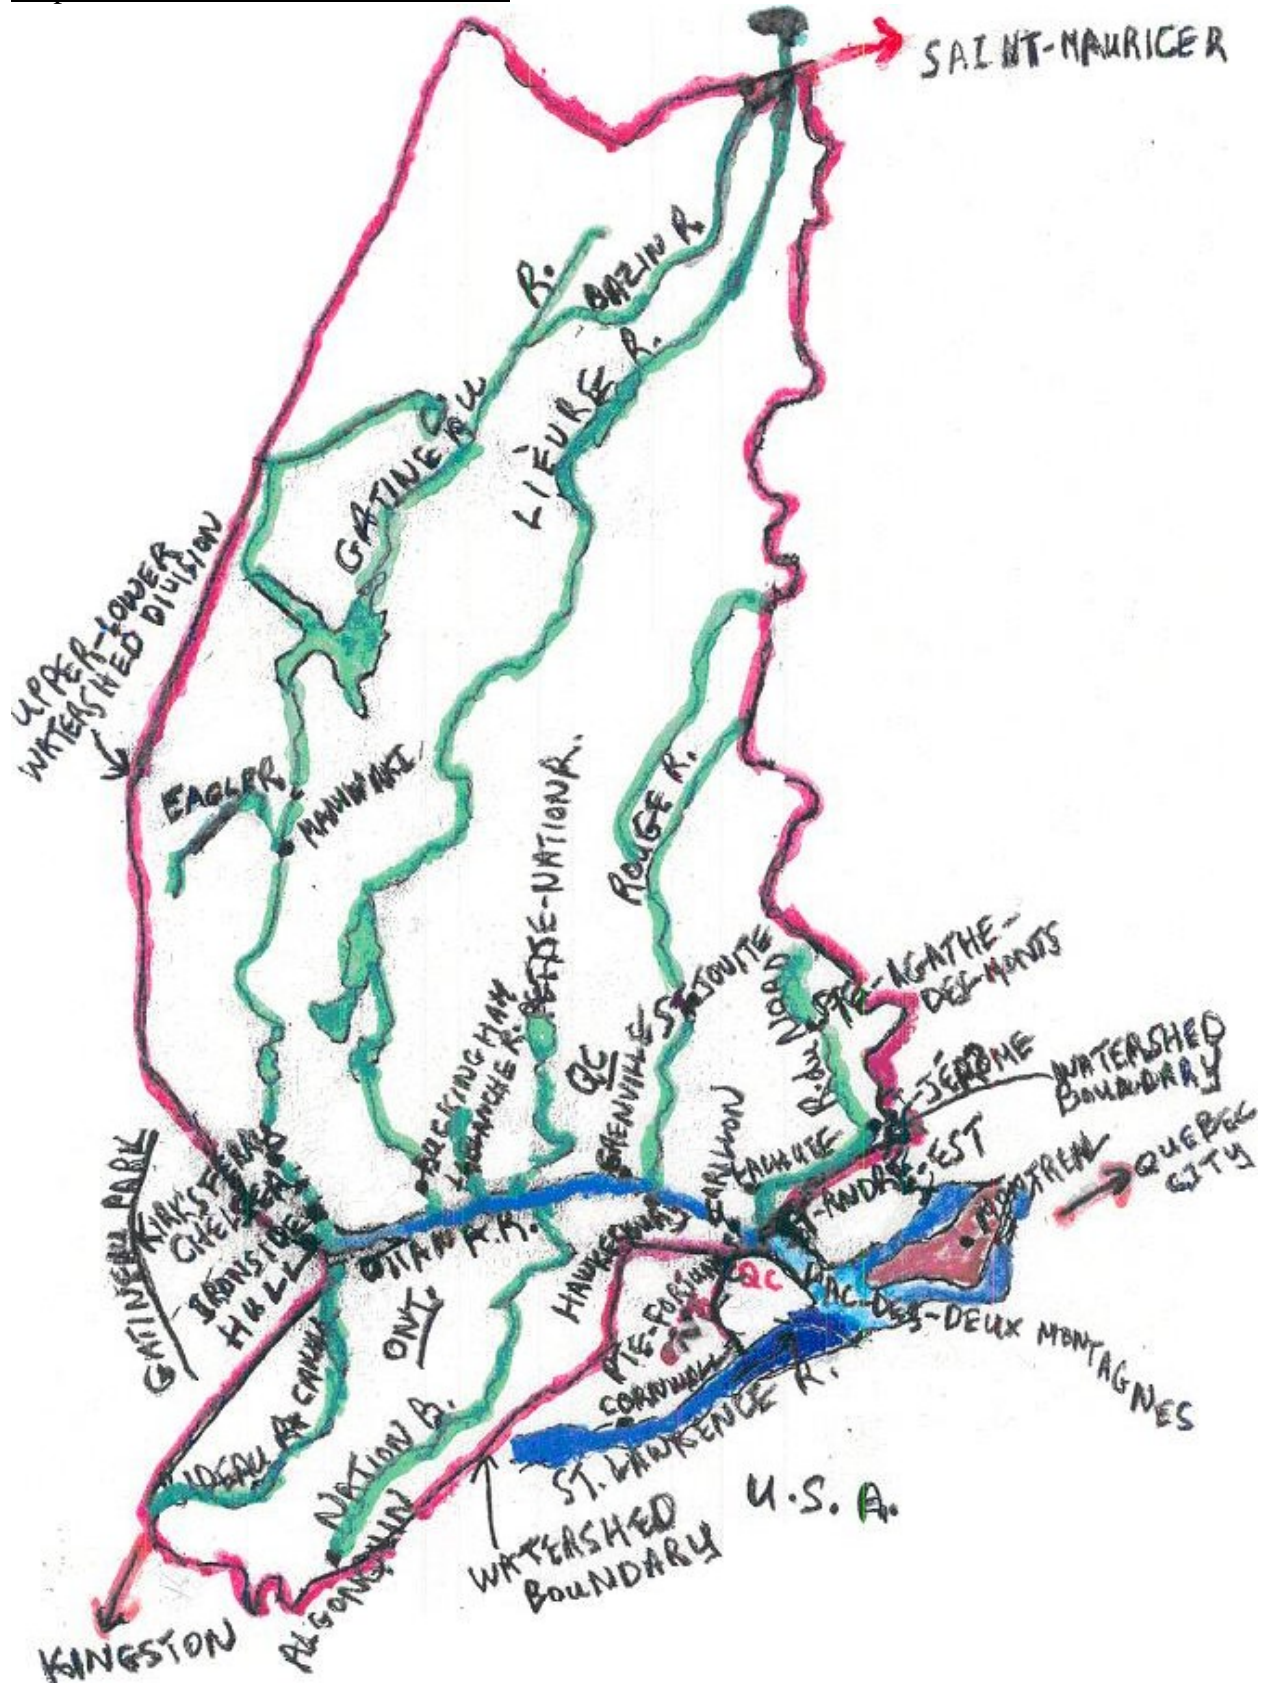 SAINT-MAURICE R
R.
BAZIN R.
LIÈVRE R.
GATINEAU
UPPER-LOWER
WATERSHED DIVISION
EAGLE R.
MANIWAKI
ROUGE R.
PETITE-NATION R.
BUCKINGHAM
QC
GRENVILLE
ST-JOVITE
R. du NORD
STE-AGATHE-
DES-MONTS
ST-JÉRÔME
WATERSHED
BOUNDARY
CARILLON
LACHUTE
ST-ANDRÉ-EST
MONTREAL
QUEBEC
CITY
GATINEAU PARK
KIRK'S FERRY
CHELSEA
IRONSIDE
HULL
OTTAWA R.
HAWKESBURY
QC
LAC-DES-DEUX MONTAGNES
PTE-FORTUNE
ONT.
ONT
CORNWALL
ST. LAWRENCE R.
RIDEAU R. CANAL
NATION R.
ALGONQUIN
WATERSHED
BOUNDARY
U.S.A.
KINGSTON